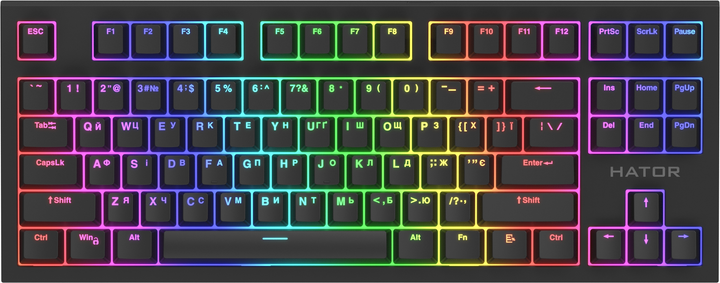 ESC F1 F2 F3 F4 F5 F6 F7 F8 F9 F10 F11 F12 PrtSc ScrLk Pause
` ~ 1 ! 2 " @ 3 # № 4 ; $ 5 % 6 : ^ 7 ? & 8 * 9 ( 0 ) - _ = + ← Ins Home PgUp
Tab Q Й W Ц E У R К T Е Y Н U Г Ґ I Ш O Щ P З { [ Х } ] Ї | \ / Del End PgDn
CapsLk A Ф S І D В F А G П H Р J О K Л L Д ; : Ж ' " Є Enter
HATOR
⇑Shift Z Я X Ч C С V М B И N Т M Ь < , Б > . Ю / ? . , ⇑Shift ↑
Ctrl Win Alt Alt Fn Ctrl ← ↓ →